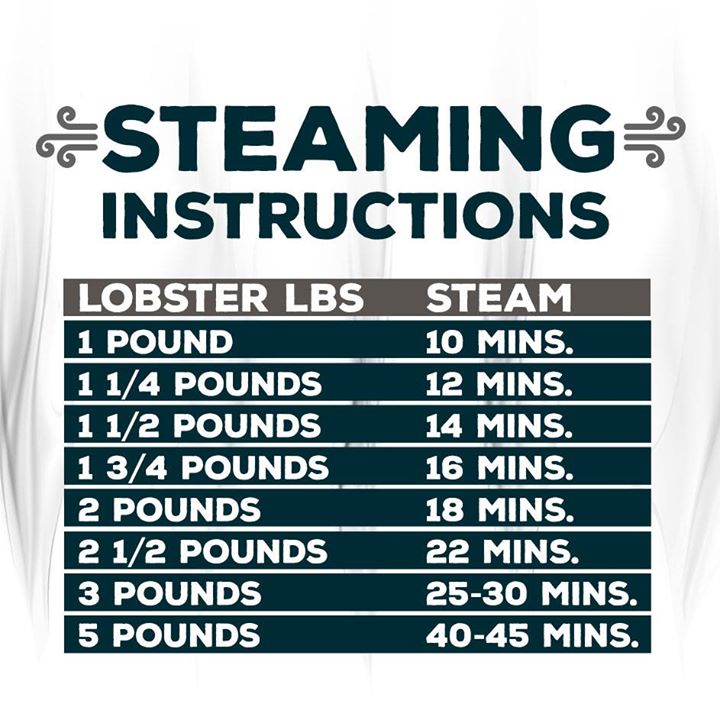 STEAMING
INSTRUCTIONS
LOBSTER LBS STEAM
1 POUND 10 MINS.
1 1/4 POUNDS 12 MINS.
1 1/2 POUNDS 14 MINS.
1 3/4 POUNDS 16 MINS.
2 POUNDS 18 MINS.
2 1/2 POUNDS 22 MINS.
3 POUNDS 25-30 MINS.
5 POUNDS 40-45 MINS.